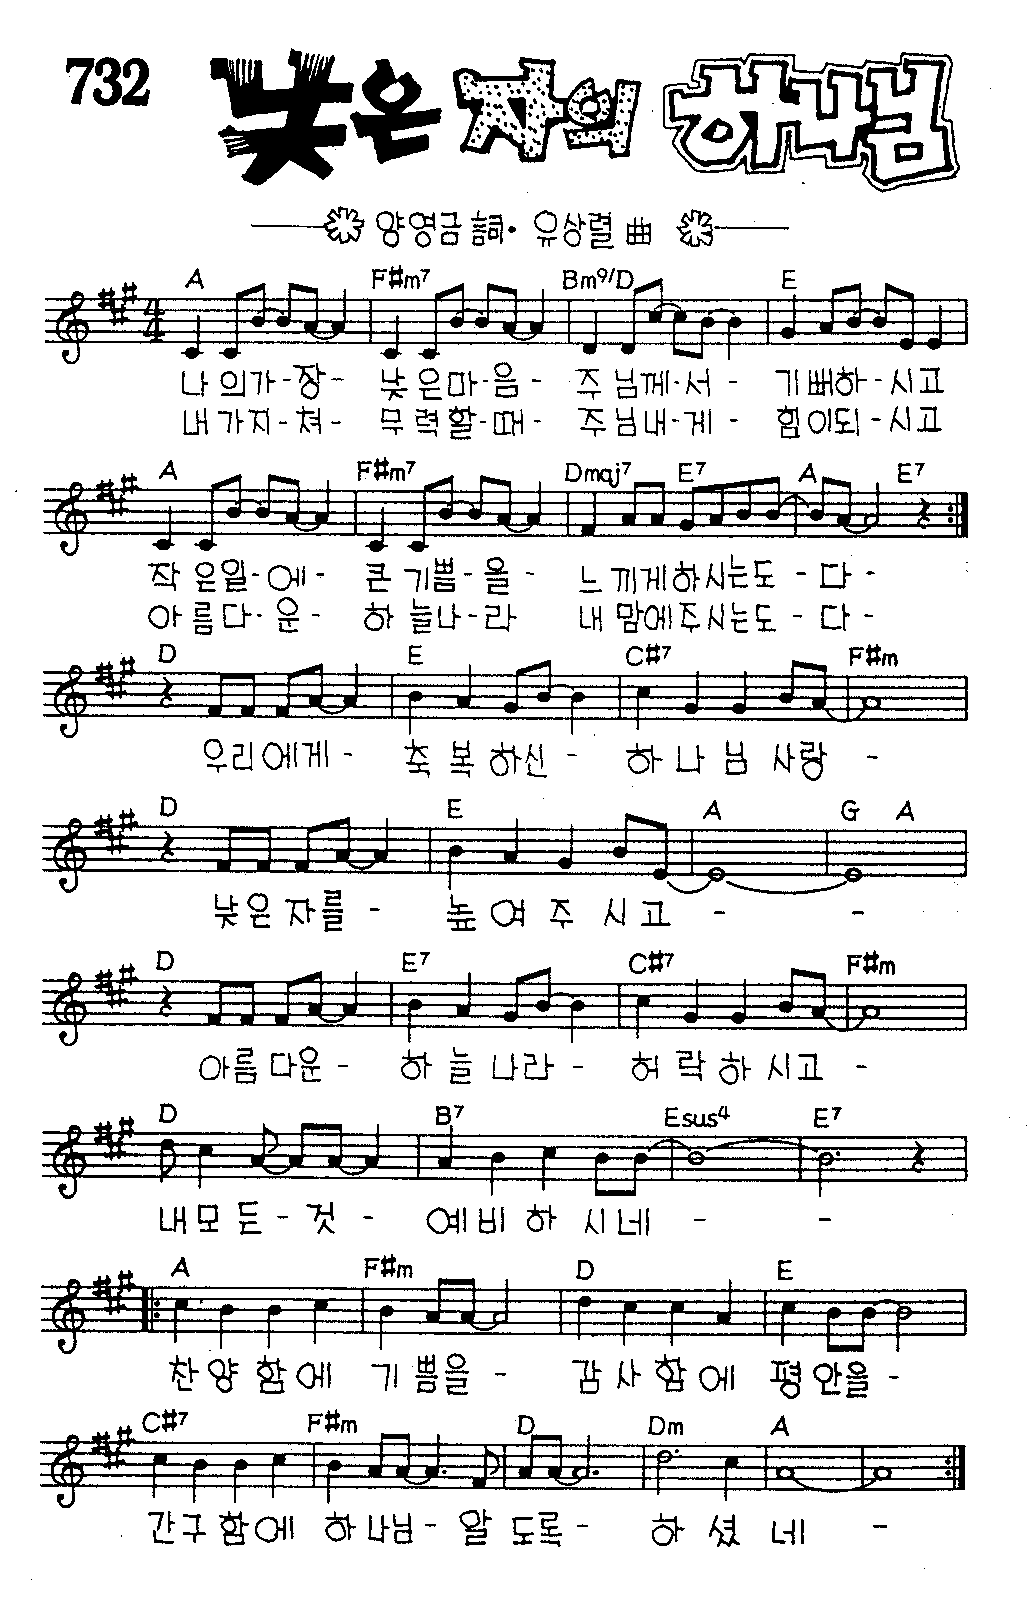 732 낮은 자의 하나님
양영금 詞· 유상렬 曲
A F#m7 Bm9/D E
4/4
나 의가-장- 낮은마-음- 주님께-서- 기뻐하-시고
내가지-쳐- 무력할-때- 주님내-게- 힘이되-시고
A F#m7 Dmaj7 E7 A E7
작은일-에- 큰기쁨-을- 느끼게하시는도-다-
아름다-운- 하늘나-라 내맘에주시는도-다-
D E C#7 F#m
우리에게- 축복하신- 하나님사랑-
D E A G A
낮은자를- 높여주시고- -
D E7 C#7 F#m
아름다운- 하늘나라- 허락하시고-
D B7 Esus4 E7
내모든-것- 예비하시네- -
A F#m D E
찬양함에 기쁨을- 감사함에 평안을-
C#7 F#m D Dm A
간구함에 하나님-알도록- 하셨네-